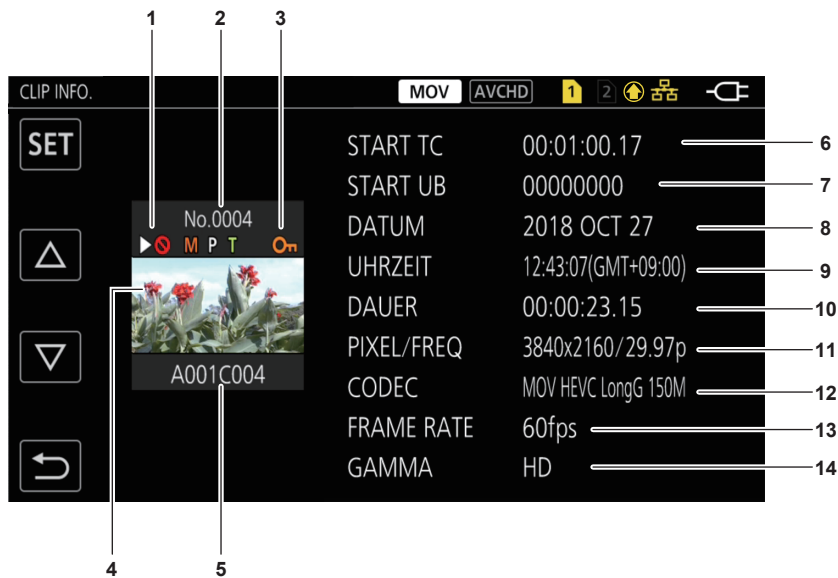 1 2 3
CLIP INFO. MOV AVCHD 1 2
SET
START TC 00:01:00.17 6
START UB 00000000 7
No.0004
M P T
DATUM 2018 OCT 27 8
UHRZEIT 12:43:07(GMT+09:00) 9
4
DAUER 00:00:23.15 10
PIXEL/FREQ 3840x2160/29.97p 11
A001C004
CODEC MOV HEVC LongG 150M 12
FRAME RATE 60fps 13
GAMMA HD 14
4 5